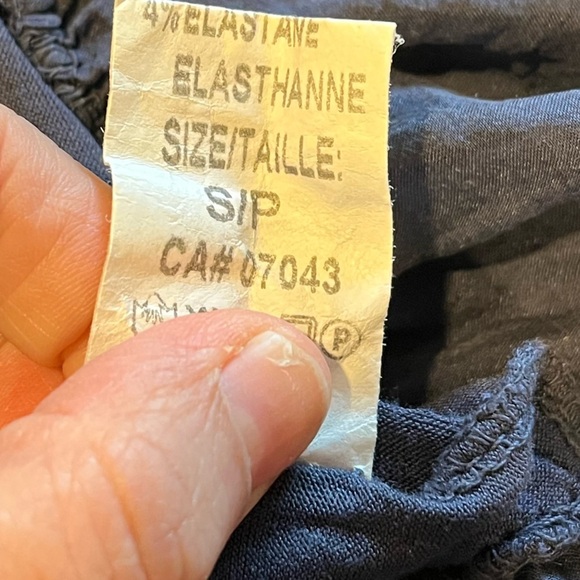 4% ELASTANE
ELASTHANNE
SIZE/TAILLE:
S/P
CA# 07043
P